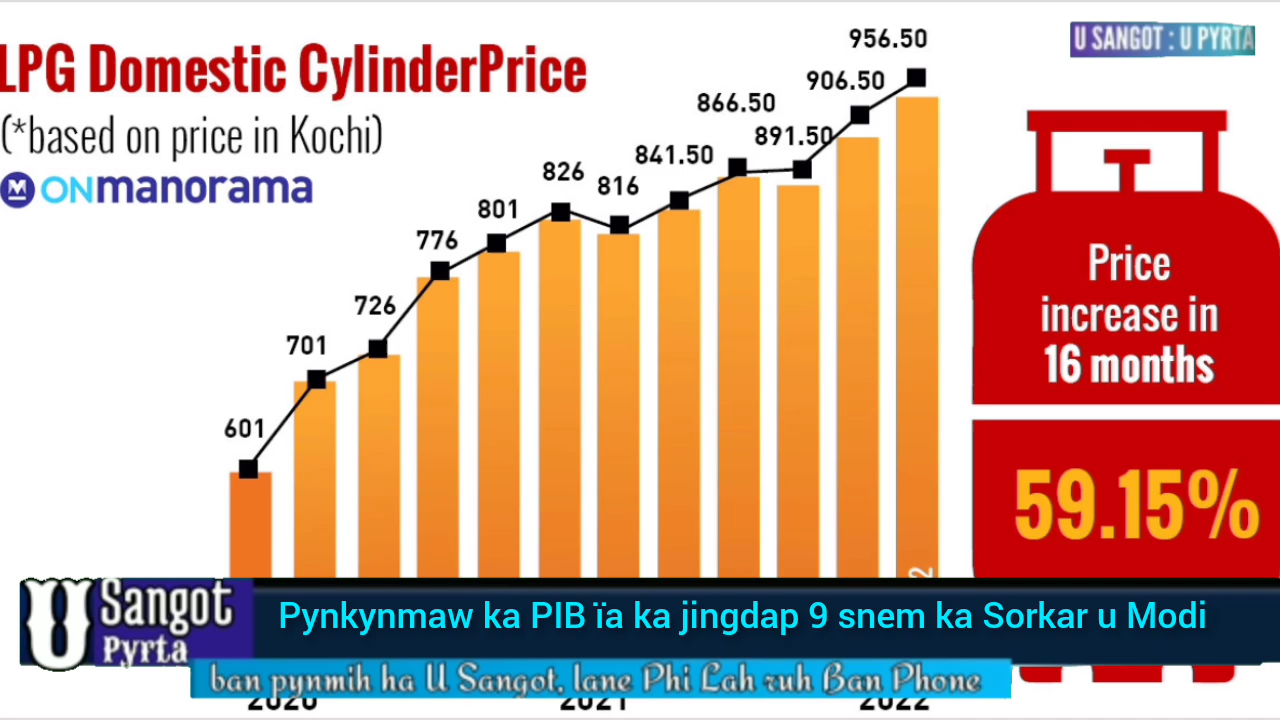 LPG Domestic CylinderPrice
(*based on price in Kochi)
M ONmanorama
U SANGOT : U PYRTA
601
701
726
776
801
826
816
841.50
866.50
891.50
906.50
956.50
Price
increase in
16 months
59.15%
U Sangot
Pyrta
Pynkynmaw ka PIB ïa ka jingdap 9 snem ka Sorkar u Modi
ban pynmih ha U Sangot, lane Phi Lah ruh Ban Phone
2020 2021 2022